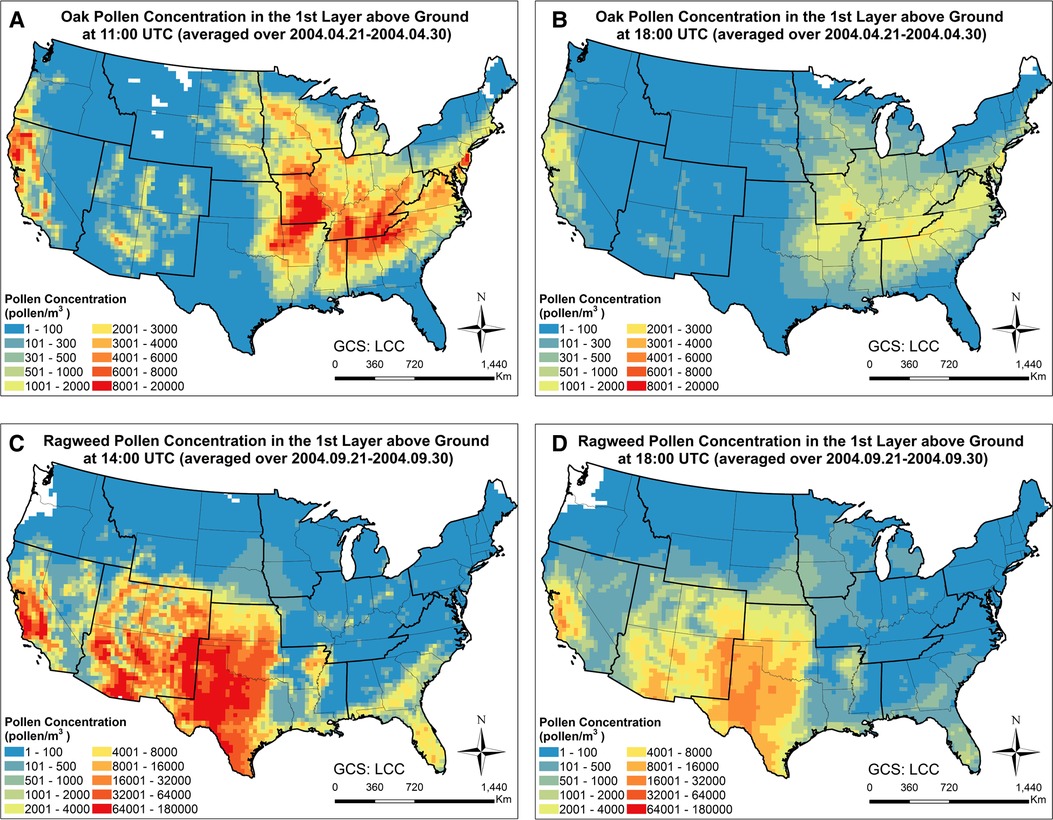 A
Oak Pollen Concentration in the 1st Layer above Ground
at 11:00 UTC (averaged over 2004.04.21-2004.04.30)
Pollen Concentration
(pollen/m³ )
1 - 100
101 - 300
301 - 500
501 - 1000
1001 - 2000
2001 - 3000
3001 - 4000
4001 - 6000
6001 - 8000
8001 - 20000
N
GCS: LCC
0 360 720 1,440
Km
B
Oak Pollen Concentration in the 1st Layer above Ground
at 18:00 UTC (averaged over 2004.04.21-2004.04.30)
Pollen Concentration
(pollen/m³ )
1 - 100
101 - 300
301 - 500
501 - 1000
1001 - 2000
2001 - 3000
3001 - 4000
4001 - 6000
6001 - 8000
8001 - 20000
N
GCS: LCC
0 360 720 1,440
Km
C
Ragweed Pollen Concentration in the 1st Layer above Ground
at 14:00 UTC (averaged over 2004.09.21-2004.09.30)
Pollen Concentration
(pollen/m³ )
1 - 100
101 - 500
501 - 1000
1001 - 2000
2001 - 4000
4001 - 8000
8001 - 16000
16001 - 32000
32001 - 64000
64001 - 180000
N
GCS: LCC
0 360 720 1,440
Km
D
Ragweed Pollen Concentration in the 1st Layer above Ground
at 18:00 UTC (averaged over 2004.09.21-2004.09.30)
Pollen Concentration
(pollen/m³ )
1 - 100
101 - 500
501 - 1000
1001 - 2000
2001 - 4000
4001 - 8000
8001 - 16000
16001 - 32000
32001 - 64000
64001 - 180000
N
GCS: LCC
0 360 720 1,440
Km